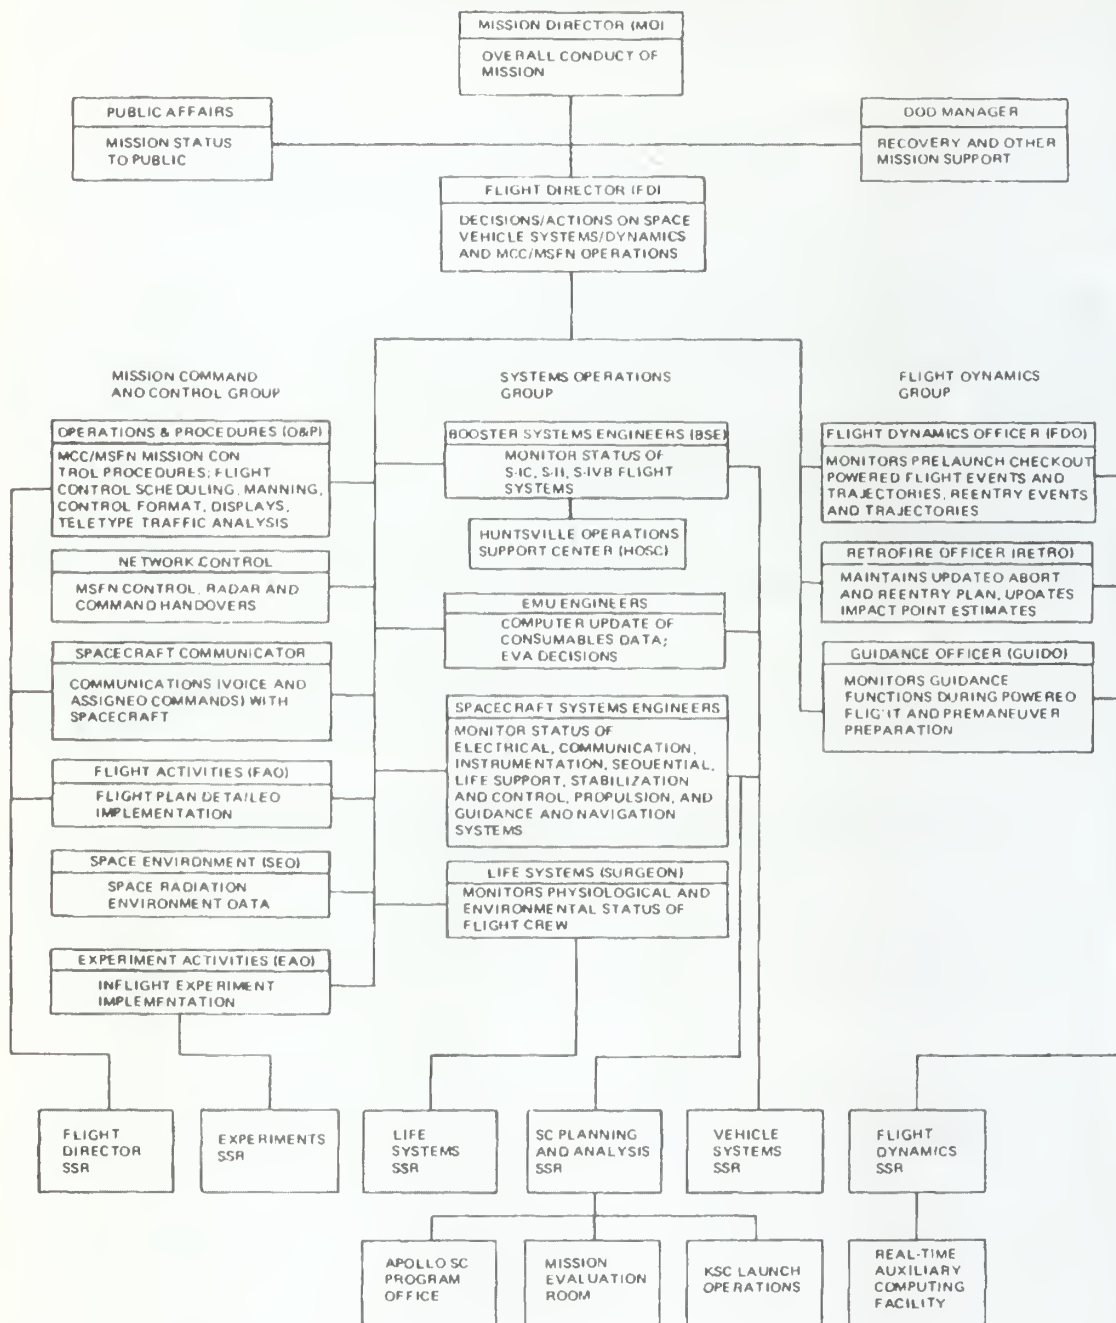 MISSION DIRECTOR (MO)
OVERALL CONDUCT OF
MISSION
PUBLIC AFFAIRS
MISSION STATUS
TO PUBLIC
DOD MANAGER
RECOVERY AND OTHER
MISSION SUPPORT
FLIGHT DIRECTOR (FD)
DECISIONS/ACTIONS ON SPACE
VEHICLE SYSTEMS/DYNAMICS
AND MCC/MSFN OPERATIONS
MISSION COMMAND
AND CONTROL GROUP
OPERATIONS & PROCEDURES (O&P)
MCC/MSFN MISSION CON
TROL PROCEDURES; FLIGHT
CONTROL SCHEDULING, MANNING,
CONTROL FORMAT, DISPLAYS,
TELETYPE TRAFFIC ANALYSIS
NETWORK CONTROL
MSFN CONTROL, RADAR AND
COMMAND HANDOVERS
SPACECRAFT COMMUNICATOR
COMMUNICATIONS (VOICE AND
ASSIGNED COMMANDS) WITH
SPACECRAFT
FLIGHT ACTIVITIES (FAO)
FLIGHT PLAN DETAILED
IMPLEMENTATION
SPACE ENVIRONMENT (SEO)
SPACE RADIATION
ENVIRONMENT DATA
EXPERIMENT ACTIVITIES (EAO)
INFLIGHT EXPERIMENT
IMPLEMENTATION
SYSTEMS OPERATIONS
GROUP
BOOSTER SYSTEMS ENGINEERS (BSE)
MONITOR STATUS OF
S-IC, S-II, S-IVB FLIGHT
SYSTEMS
HUNTSVILLE OPERATIONS
SUPPORT CENTER (HOSC)
EMU ENGINEERS
COMPUTER UPDATE OF
CONSUMABLES DATA;
EVA DECISIONS
SPACECRAFT SYSTEMS ENGINEERS
MONITOR STATUS OF
ELECTRICAL, COMMUNICATION,
INSTRUMENTATION, SEQUENTIAL,
LIFE SUPPORT, STABILIZATION
AND CONTROL, PROPULSION, AND
GUIDANCE AND NAVIGATION
SYSTEMS
LIFE SYSTEMS (SURGEON)
MONITORS PHYSIOLOGICAL AND
ENVIRONMENTAL STATUS OF
FLIGHT CREW
FLIGHT DYNAMICS
GROUP
FLIGHT DYNAMICS OFFICER (FDO)
MONITORS PRELAUNCH CHECKOUT
POWERED FLIGHT EVENTS AND
TRAJECTORIES, REENTRY EVENTS
AND TRAJECTORIES
RETROFIRE OFFICER (RETRO)
MAINTAINS UPDATED ABORT
AND REENTRY PLAN, UPDATES
IMPACT POINT ESTIMATES
GUIDANCE OFFICER (GUIDO)
MONITORS GUIDANCE
FUNCTIONS DURING POWERED
FLIGHT AND PREMANEUVER
PREPARATION
FLIGHT
DIRECTOR
SSR
EXPERIMENTS
SSR
LIFE
SYSTEMS
SSR
SC PLANNING
AND ANALYSIS
SSR
VEHICLE
SYSTEMS
SSR
FLIGHT
DYNAMICS
SSR
APOLLO SC
PROGRAM
OFFICE
MISSION
EVALUATION
ROOM
KSC LAUNCH
OPERATIONS
REAL-TIME
AUXILIARY
COMPUTING
FACILITY